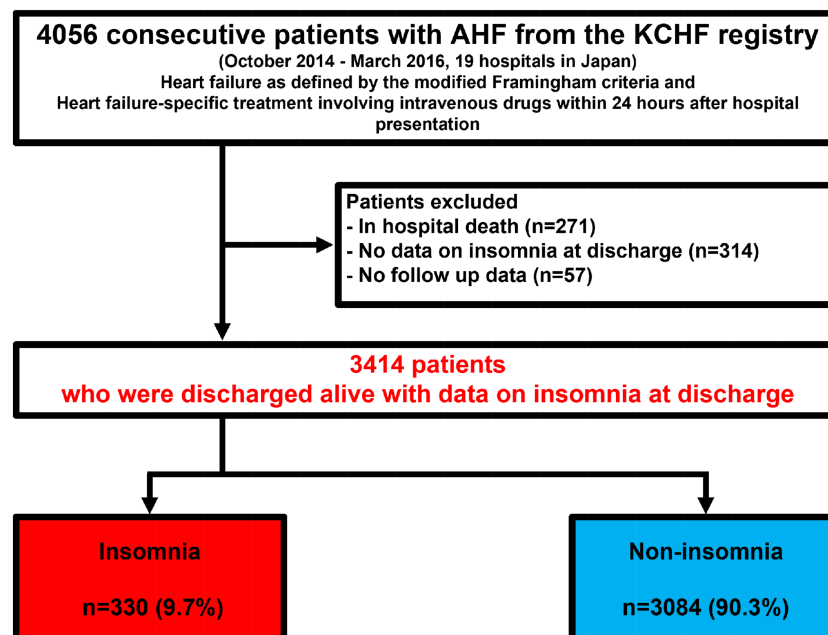 4056 consecutive patients with AHF from the KCHF registry
(October 2014 - March 2016, 19 hospitals in Japan)
Heart failure as defined by the modified Framingham criteria and
Heart failure-specific treatment involving intravenous drugs within 24 hours after hospital
presentation
Patients excluded
- In hospital death (n=271)
- No data on insomnia at discharge (n=314)
- No follow up data (n=57)
3414 patients
who were discharged alive with data on insomnia at discharge
Insomnia
n=330 (9.7%)
Non-insomnia
n=3084 (90.3%)